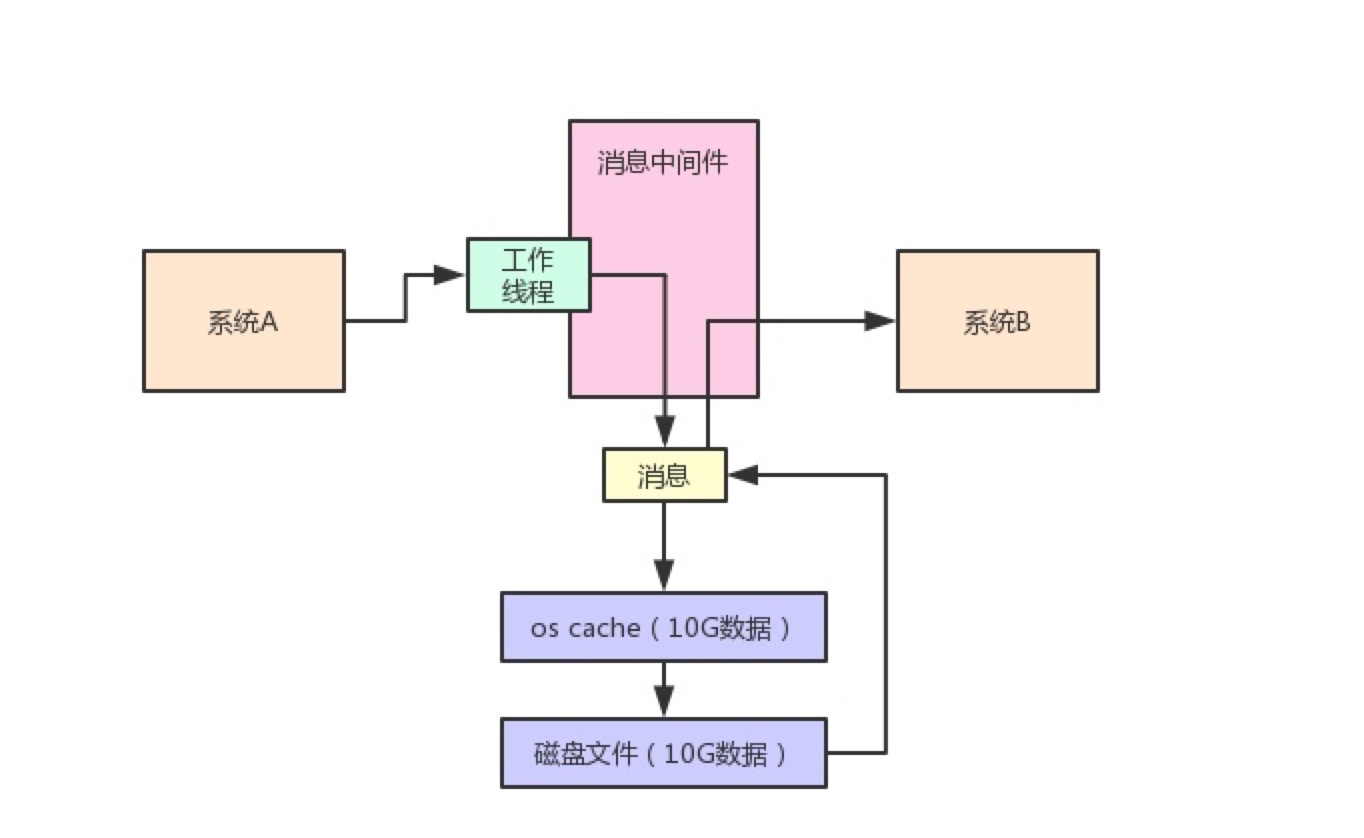 消息中间件
工作
线程
系统A
系统B
消息
os cache（10G数据）
磁盘文件（10G数据）